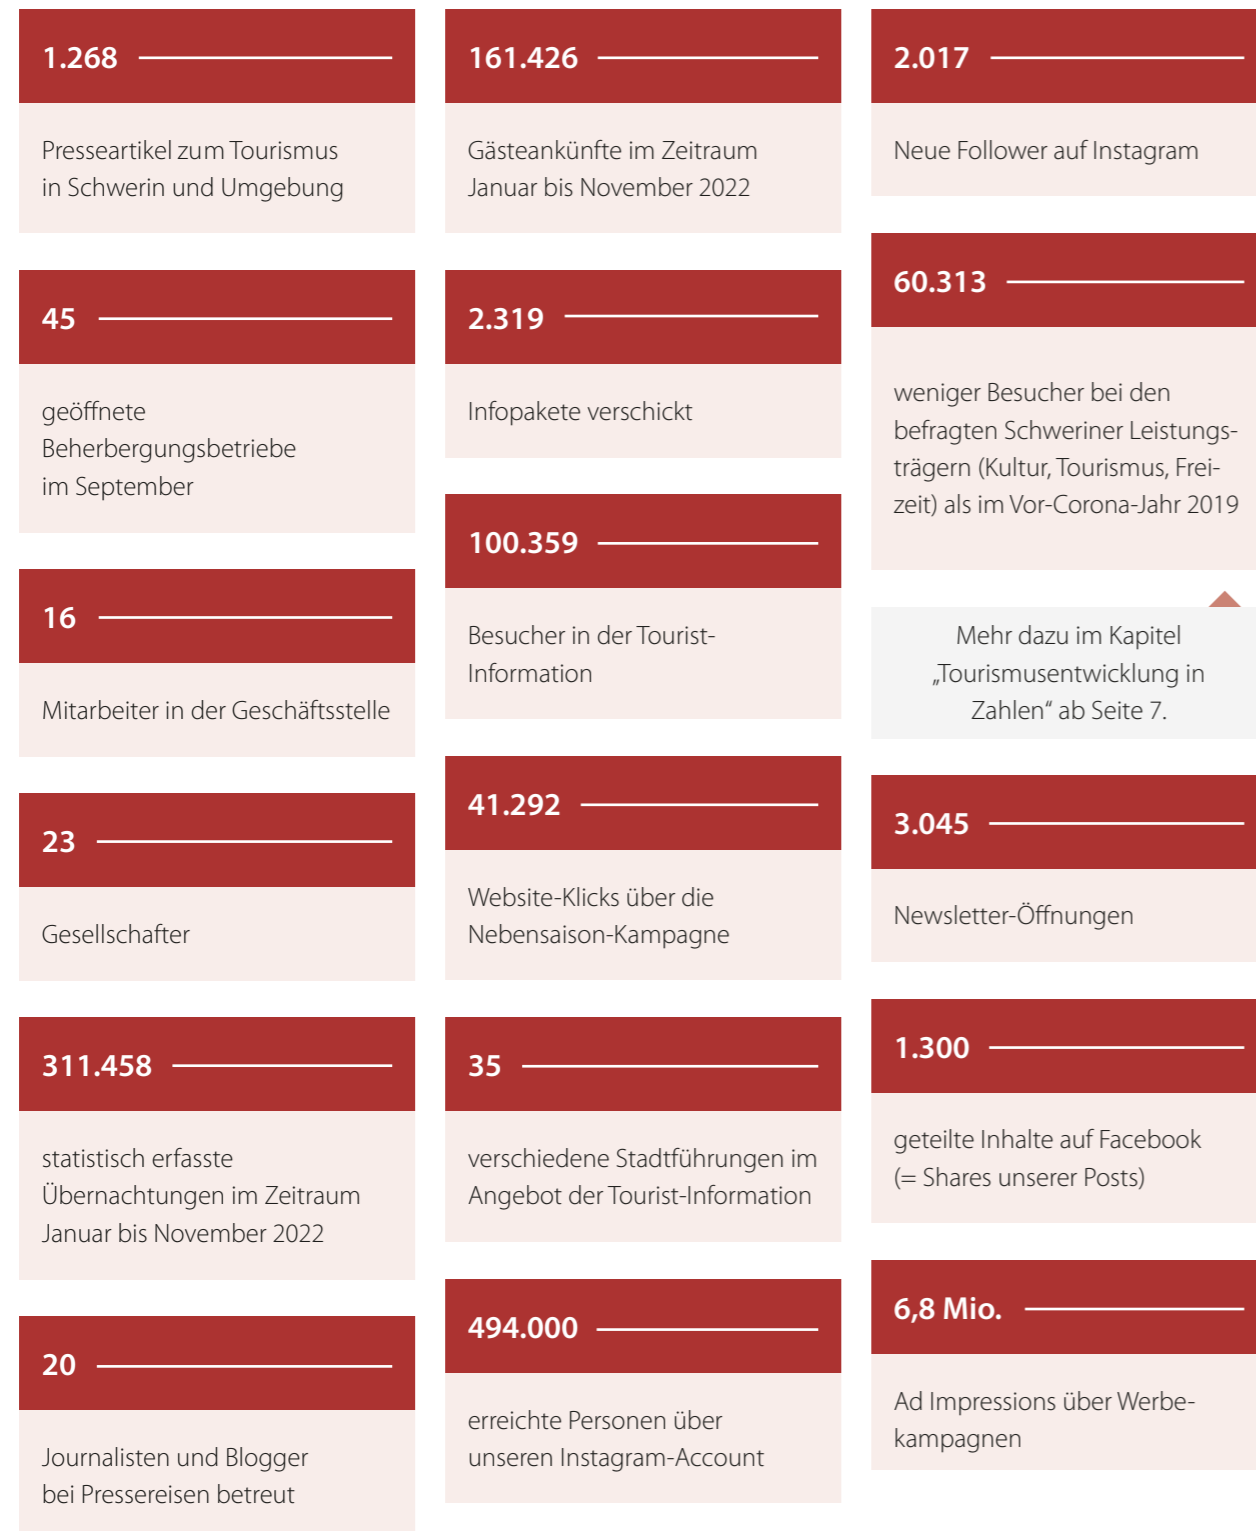 1.268
Presseartikel zum Tourismus
in Schwerin und Umgebung
45
geöffnete
Beherbergungsbetriebe
im September
16
Mitarbeiter in der Geschäftsstelle
23
Gesellschafter
311.458
statistisch erfasste
Übernachtungen im Zeitraum
Januar bis November 2022
20
Journalisten und Blogger
bei Pressereisen betreut
161.426
Gästeankünfte im Zeitraum
Januar bis November 2022
2.319
Infopakete verschickt
100.359
Besucher in der Tourist-
Information
41.292
Website-Klicks über die
Nebensaison-Kampagne
35
verschiedene Stadtführungen im
Angebot der Tourist-Information
494.000
erreichte Personen über
unseren Instagram-Account
2.017
Neue Follower auf Instagram
60.313
weniger Besucher bei den
befragten Schweriner Leistungs-
trägern (Kultur, Tourismus, Frei-
zeit) als im Vor-Corona-Jahr 2019
Mehr dazu im Kapitel
„Tourismusentwicklung in
Zahlen“ ab Seite 7.
3.045
Newsletter-Öffnungen
1.300
geteilte Inhalte auf Facebook
(= Shares unserer Posts)
6,8 Mio.
Ad Impressions über Werbe-
kampagnen